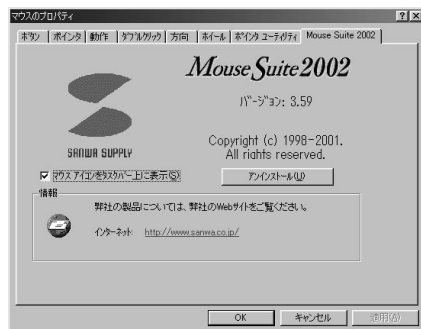 マウスのプロパティ
ボタン ポインタ 動作 ダブルクリック 方向 ホイール ポインタ ユーティリティ Mouse Suite 2002
Mouse Suite 2002
バージョン: 3.59
SANWA SUPPLY
Copyright (c) 1998-2001.
All rights reserved.
マウス アイコンをタスクバー上に表示(S)
アンインストール(U)
情報
弊社の製品については、弊社のWebサイトをご覧ください。
インターネット: http://www.sanwa.co.jp/
OK キャンセル 適用(A)